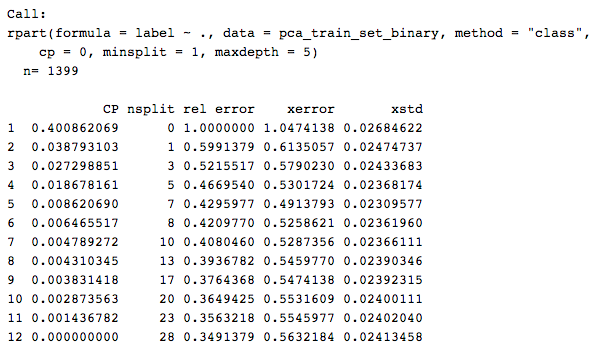 Call:
rpart(formula = label ~ ., data = pca_train_set_binary, method = "class",
    cp = 0, minsplit = 1, maxdepth = 5)
  n= 1399

            CP nsplit rel error    xerror       xstd
1  0.400862069      0 1.0000000 1.0474138 0.02684622
2  0.038793103      1 0.5991379 0.6135057 0.02474737
3  0.027298851      3 0.5215517 0.5790230 0.02433683
4  0.018678161      5 0.4669540 0.5301724 0.02368174
5  0.008620690      7 0.4295977 0.4913793 0.02309577
6  0.006465517      8 0.4209770 0.5258621 0.02361960
7  0.004789272     10 0.4080460 0.5287356 0.02366111
8  0.004310345     13 0.3936782 0.5459770 0.02390346
9  0.003831418     17 0.3764368 0.5474138 0.02392315
10 0.002873563     20 0.3649425 0.5531609 0.02400111
11 0.001436782     23 0.3563218 0.5545977 0.02402040
12 0.000000000     28 0.3491379 0.5632184 0.02413458